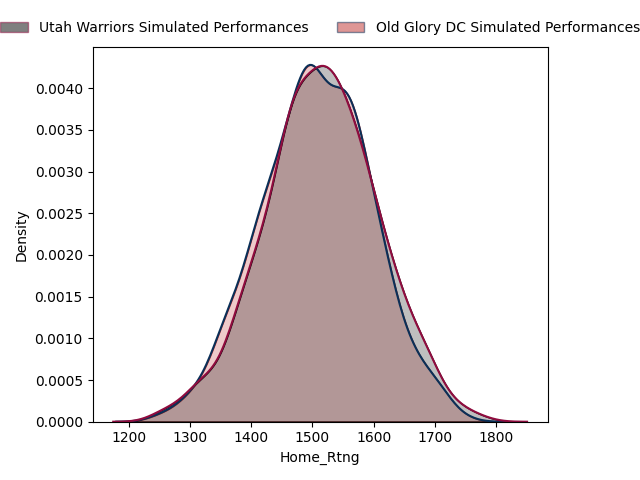 Utah Warriors Simulated Performances
Old Glory DC Simulated Performances
0.0040
0.0035
0.0030
0.0025
0.0020
0.0015
0.0010
0.0005
0.0000
Density
1200 1300 1400 1500 1600 1700 1800
Home_Rtng